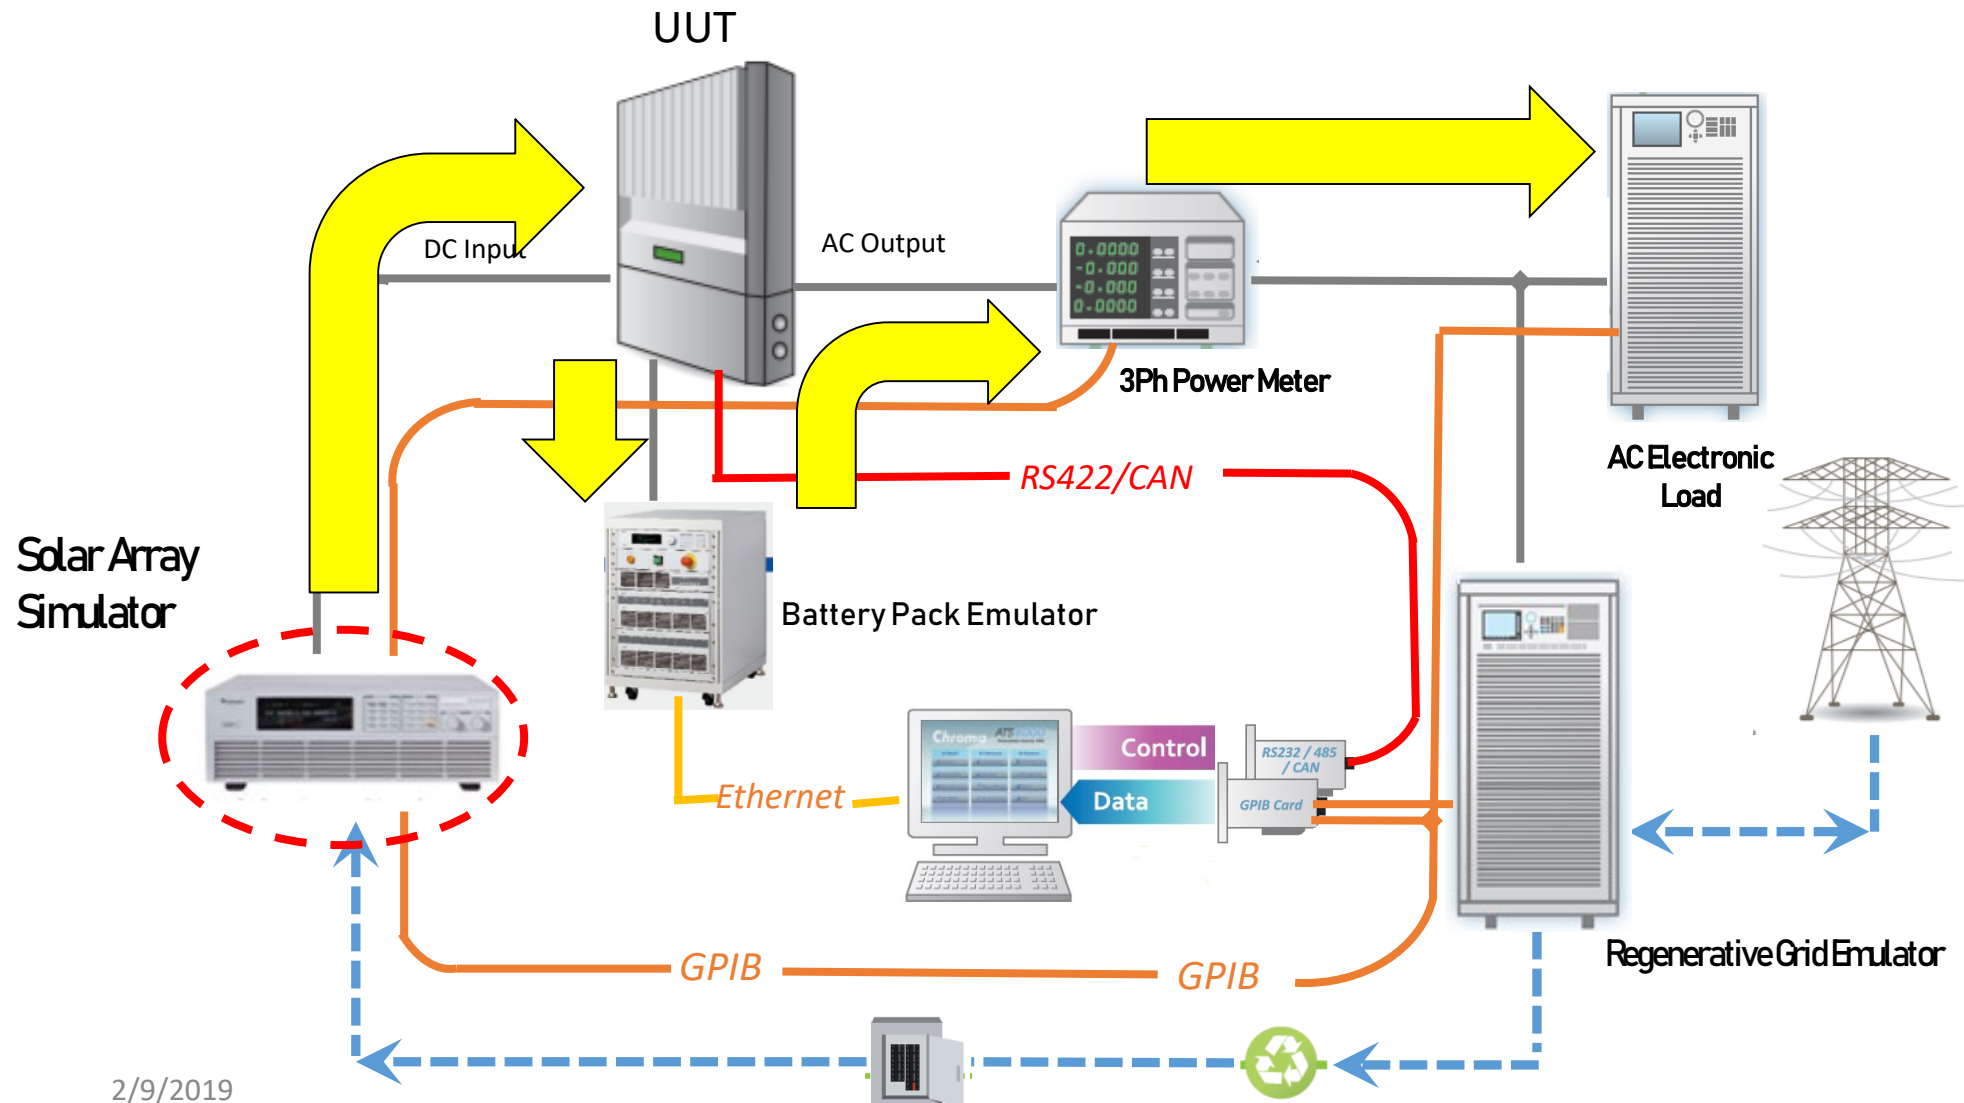 UUT
DC Input
AC Output
0.0000
-0.000
-0.000
0.0000
3Ph Power Meter
AC Electronic
Load
RS422/CAN
Solar Array
Simulator
Battery Pack Emulator
Chroma
ATS
Control
Data
RS232 / 485
/ CAN
GPIB Card
Ethernet
GPIB
GPIB
Regenerative Grid Emulator
2/9/2019